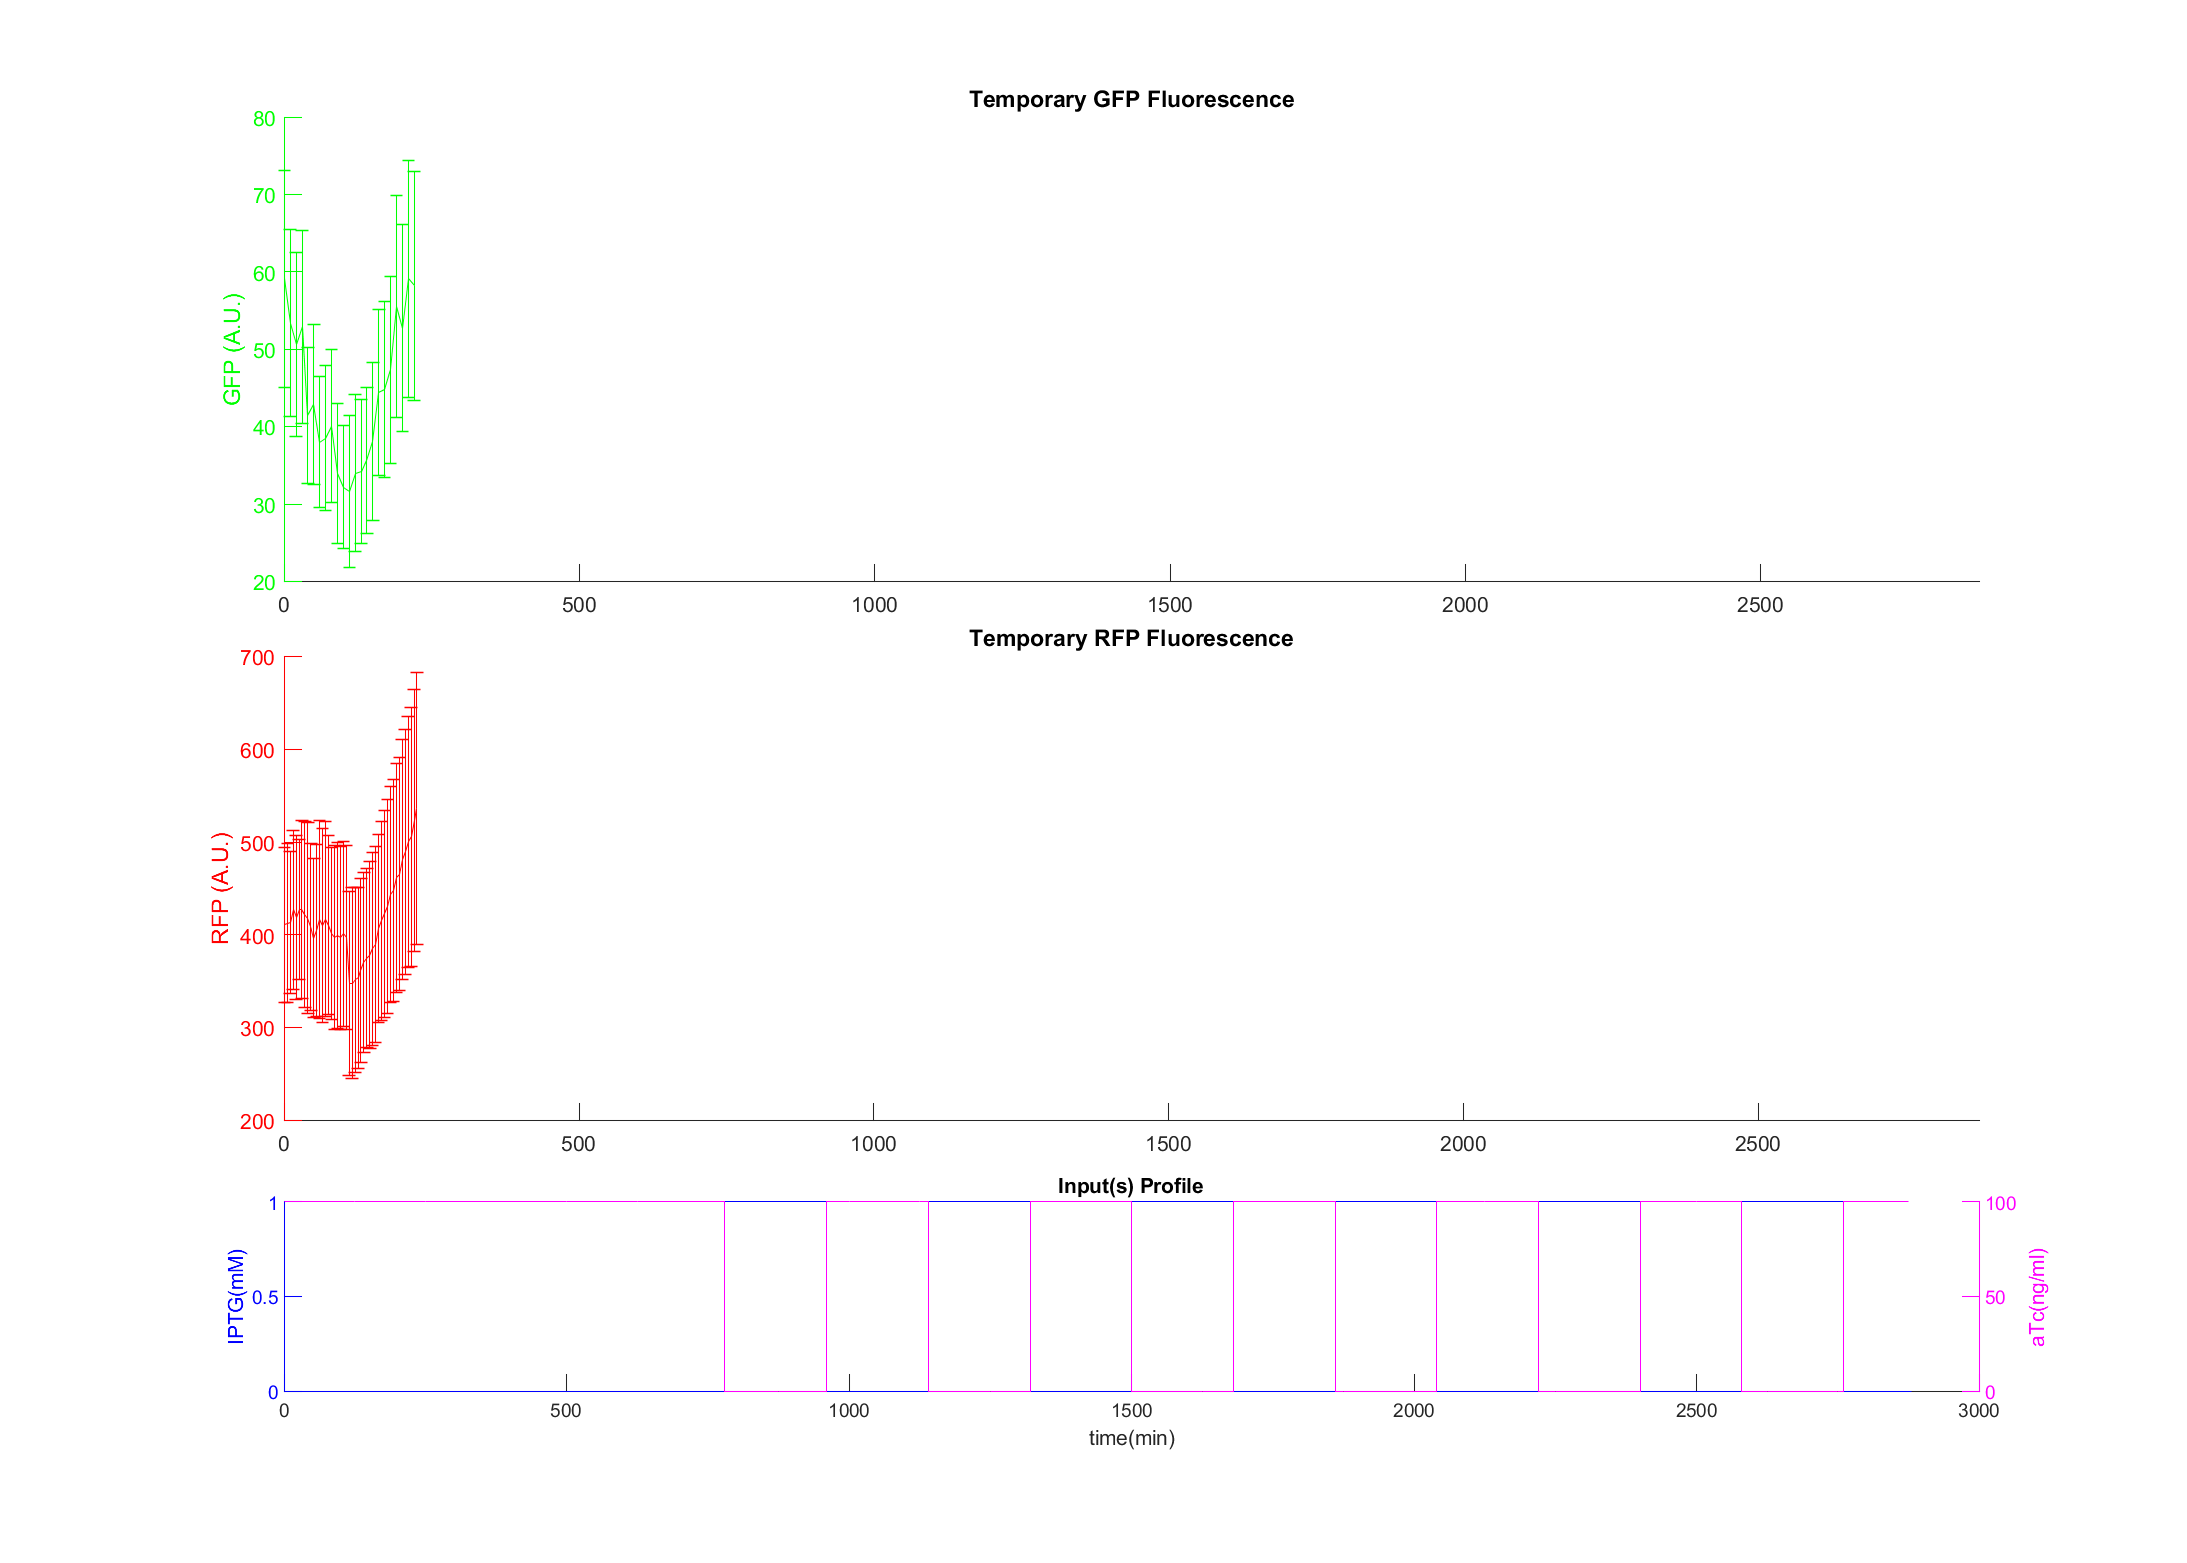 Temporary GFP Fluorescence
80
70
60
50
40
30
20
GFP (A.U.)
0 500 1000 1500 2000 2500
Temporary RFP Fluorescence
700
600
500
400
300
200
RFP (A.U.)
0 500 1000 1500 2000 2500
Input(s) Profile
1
0.5
0
IPTG(mM)
100
50
0
aTc(ng/ml)
0 500 1000 1500 2000 2500 3000
time(min)